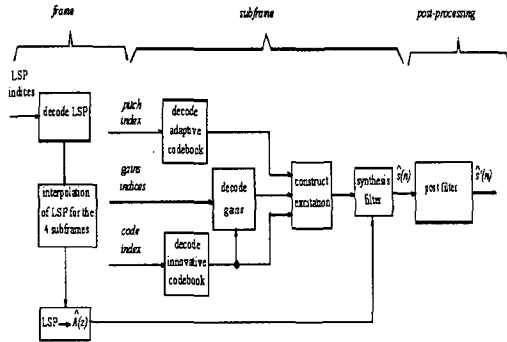 frame
subframe
post-processing
LSP
indices
decode LSP
interpolation
of LSP for the
4 subframes
LSP → Â(z)
pitch
index
decode
adaptive
codebook
gains
indices
decode
gains
code
index
decode
innovative
codebook
construct
excitation
synthesis
filter
ŝ(n)
post filter
ŝ'(n)